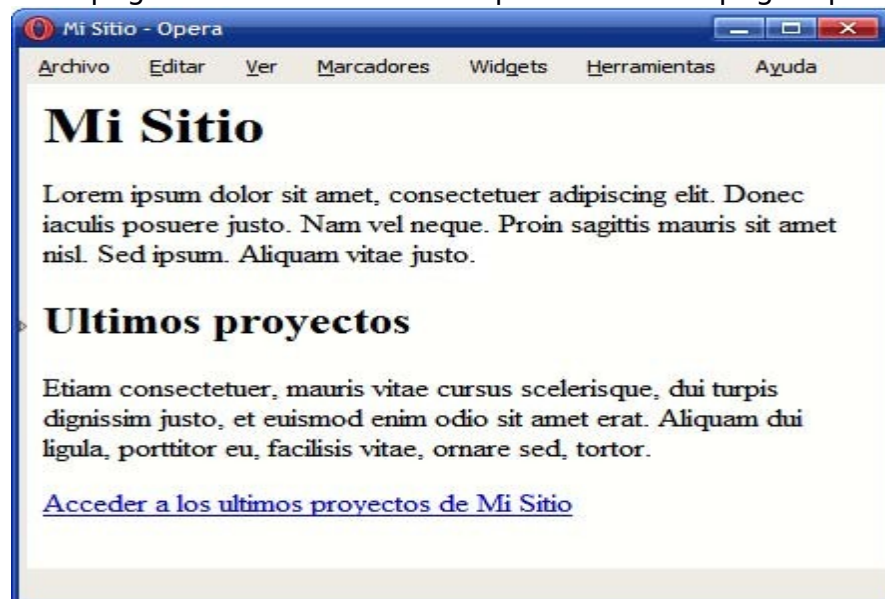 Mi Sitio - Opera
Archivo Editar Ver Marcadores Widgets Herramientas Ayuda
Mi Sitio
Lorem ipsum dolor sit amet, consectetuer adipiscing elit. Donec
iaculis posuere justo. Nam vel neque. Proin sagittis mauris sit amet
nisl. Sed ipsum. Aliquam vitae justo.
Ultimos proyectos
Etiam consectetuer, mauris vitae cursus scelerisque, dui turpis
dignissim justo, et euismod enim odio sit amet erat. Aliquam dui
ligula, porttitor eu, facilisis vitae, ornare sed, tortor.
Acceder a los ultimos proyectos de Mi Sitio